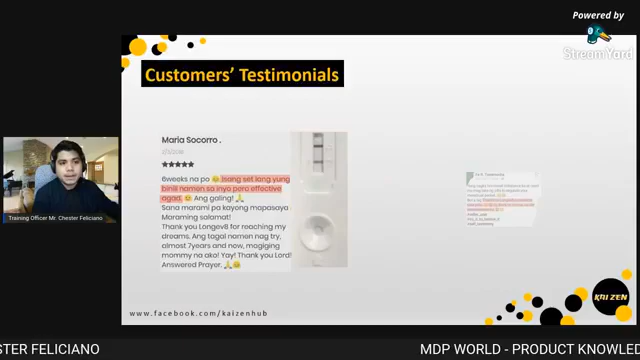 Powered by
StreamYard
Customers' Testimonials
Maria Socorro .
★★★★★
6weeks na po 🥹 isang set lang yung
binili namen sa inyo pero effective
agad. 🥹 Ang galing! 🙏
Sana marami pa kayong mapasaya .
Maraming salamat!
Thank you Longev8 for reaching my
dreams. Ang tagal namen nag try,
almost 7years and now, magiging
mommy na ako! Yay! Thank you Lord!
Answered Prayer. 🙏🥹
Training Officer Mr. Chester Feliciano
www.facebook.com/kaizenhub
KAIZEN
STER FELICIANO
MDP WORLD - PRODUCT KNOWLED